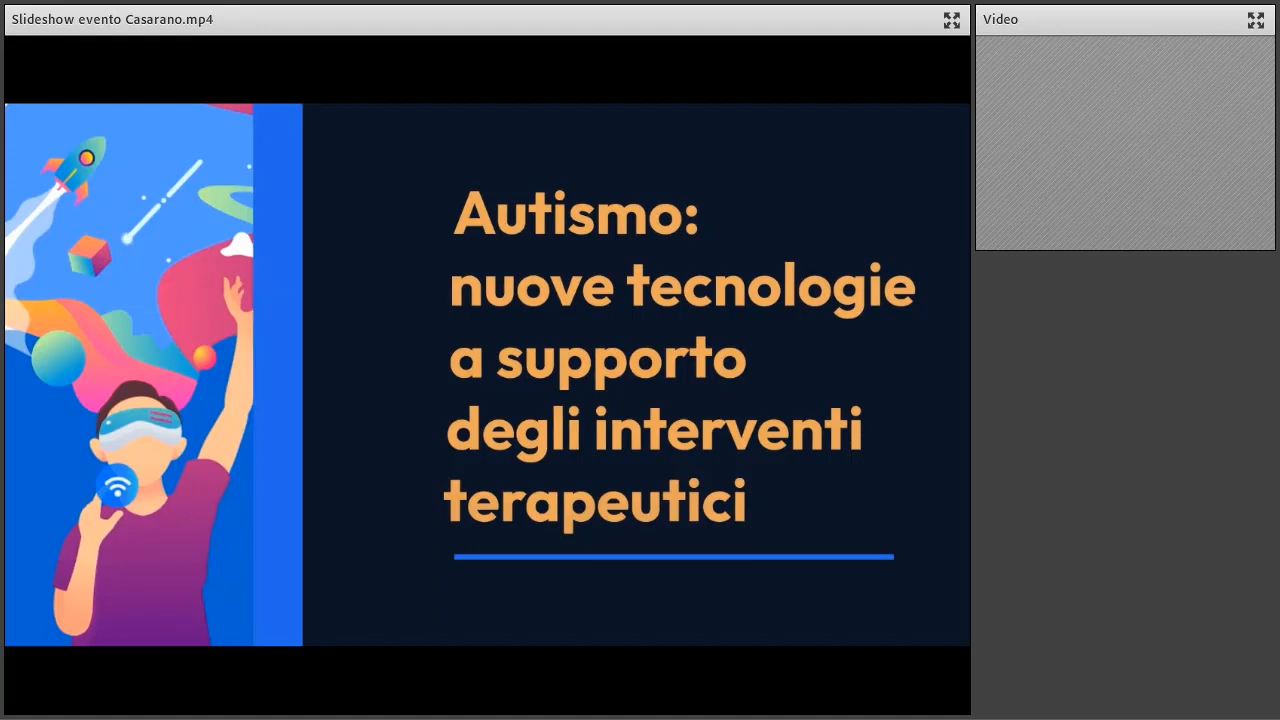 Slideshow evento Casarano.mp4
Video
Autismo:
nuove tecnologie
a supporto
degli interventi
terapeutici